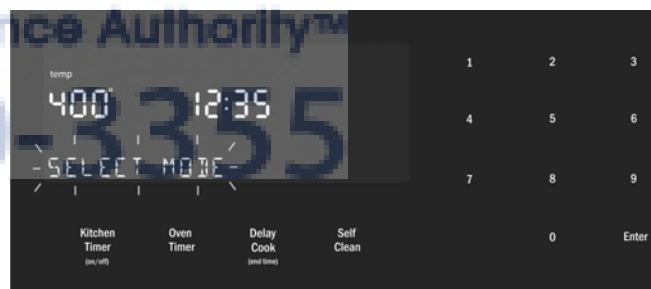 nce Authority™
-3355
temp
400° 12:35
SELECT MODE
Kitchen Timer (on/off)
Oven Timer
Delay Cook (end time)
Self Clean
1 2 3
4 5 6
7 8 9
0 Enter